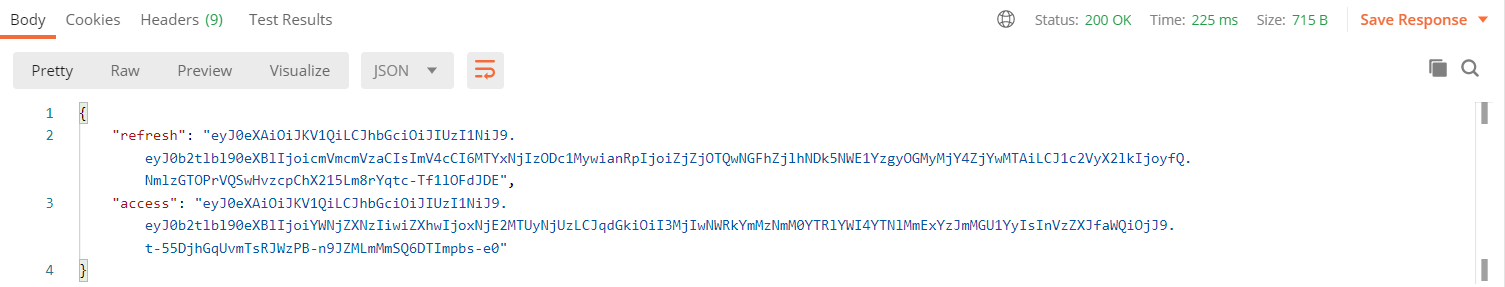 Body Cookies Headers (9) Test Results Status: 200 OK Time: 225 ms Size: 715 B Save Response
Pretty Raw Preview Visualize JSON
1 {
2 "refresh": "eyJ0eXAiOiJKV1QiLCJhbGciOiJIUzI1NiJ9.
eyJ0b2tlbl90eXBlIjoicmVmcmVzaCIsImV4cCI6MTYxNjIzODc1MywianRpIjoiZjZjOTQwNGFhZjlhNDk5NWE1YzgyOGMyMjY4ZjYwMTAiLCJ1c2VyX2lkIjoyfQ.
NmlzGTOPrVQSwHvzcpChX215Lm8rYqtc-Tf1lOFdJDE",
3 "access": "eyJ0eXAiOiJKV1QiLCJhbGciOiJIUzI1NiJ9.
eyJ0b2tlbl90eXBlIjoiYWNjZXNzIiwiZXhwIjoxNjE2MTUyNjUzLCJqdGkiOiI3MjIwNWRkYmMzNmM0YTRlYWI4YTNlMmExYzJmMGU1YyIsInVzZXJfaWQiOjJ9.
t-55DjhGqUvmTsRJWzPB-n9JZMLmMmSQ6DTImpbs-e0"
4 }